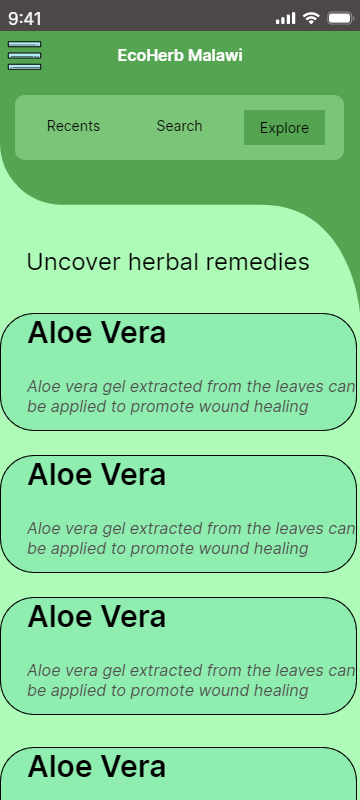 9:41
EcoHerb Malawi
Recents Search Explore
Uncover herbal remedies
Aloe Vera
Aloe vera gel extracted from the leaves can
be applied to promote wound healing
Aloe Vera
Aloe vera gel extracted from the leaves can
be applied to promote wound healing
Aloe Vera
Aloe vera gel extracted from the leaves can
be applied to promote wound healing
Aloe Vera